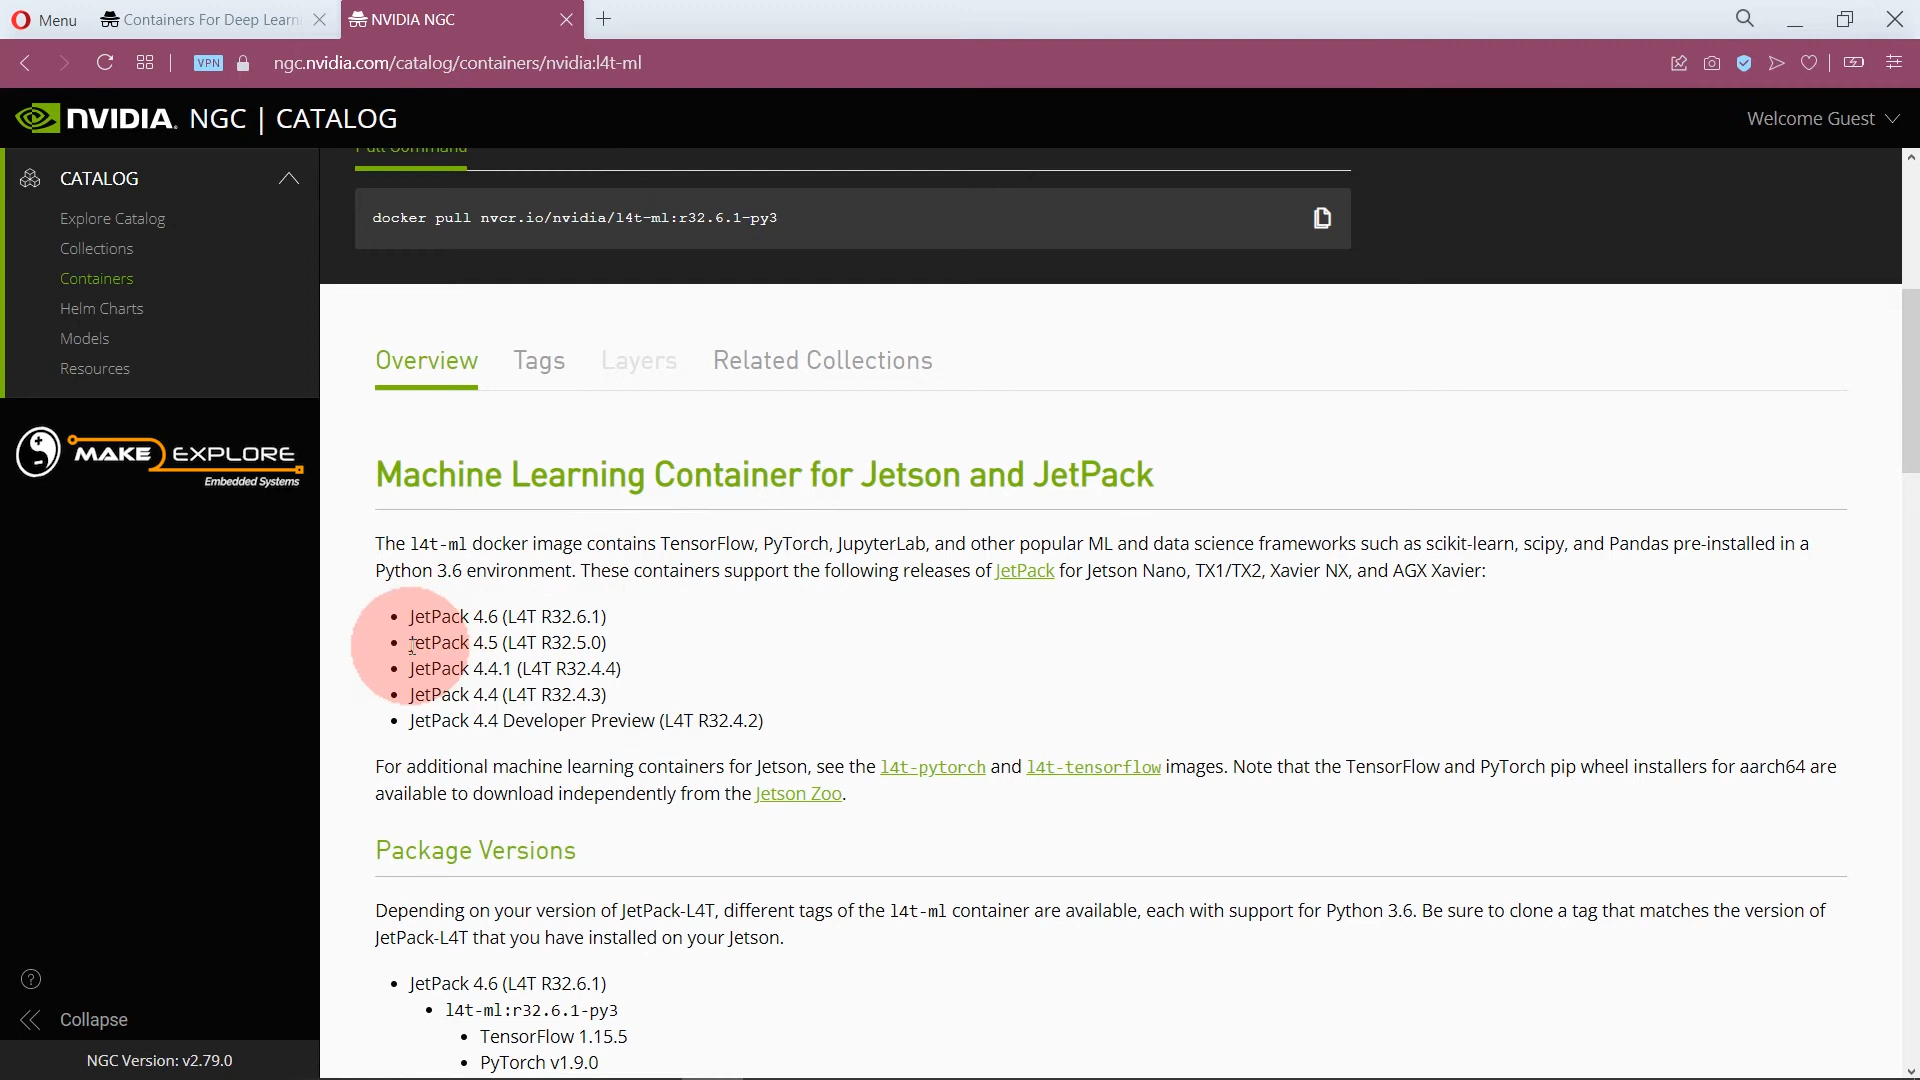 Menu
Containers For Deep Learn
NVIDIA NGC
VPN
ngc.nvidia.com/catalog/containers/nvidia:l4t-ml
NVIDIA. NGC | CATALOG
Welcome Guest
CATALOG
Explore Catalog
Collections
Containers
Helm Charts
Models
Resources
MAKE EXPLORE
Embedded Systems
Collapse
NGC Version: v2.79.0
Pull Command
docker pull nvcr.io/nvidia/l4t-ml:r32.6.1-py3
Overview Tags Layers Related Collections
Machine Learning Container for Jetson and JetPack
The l4t-ml docker image contains TensorFlow, PyTorch, JupyterLab, and other popular ML and data science frameworks such as scikit-learn, scipy, and Pandas pre-installed in a
Python 3.6 environment. These containers support the following releases of JetPack for Jetson Nano, TX1/TX2, Xavier NX, and AGX Xavier:
• JetPack 4.6 (L4T R32.6.1)
• JetPack 4.5 (L4T R32.5.0)
• JetPack 4.4.1 (L4T R32.4.4)
• JetPack 4.4 (L4T R32.4.3)
• JetPack 4.4 Developer Preview (L4T R32.4.2)
For additional machine learning containers for Jetson, see the l4t-pytorch and l4t-tensorflow images. Note that the TensorFlow and PyTorch pip wheel installers for aarch64 are
available to download independently from the Jetson Zoo.
Package Versions
Depending on your version of JetPack-L4T, different tags of the l4t-ml container are available, each with support for Python 3.6. Be sure to clone a tag that matches the version of
JetPack-L4T that you have installed on your Jetson.
• JetPack 4.6 (L4T R32.6.1)
• l4t-ml:r32.6.1-py3
• TensorFlow 1.15.5
• PyTorch v1.9.0